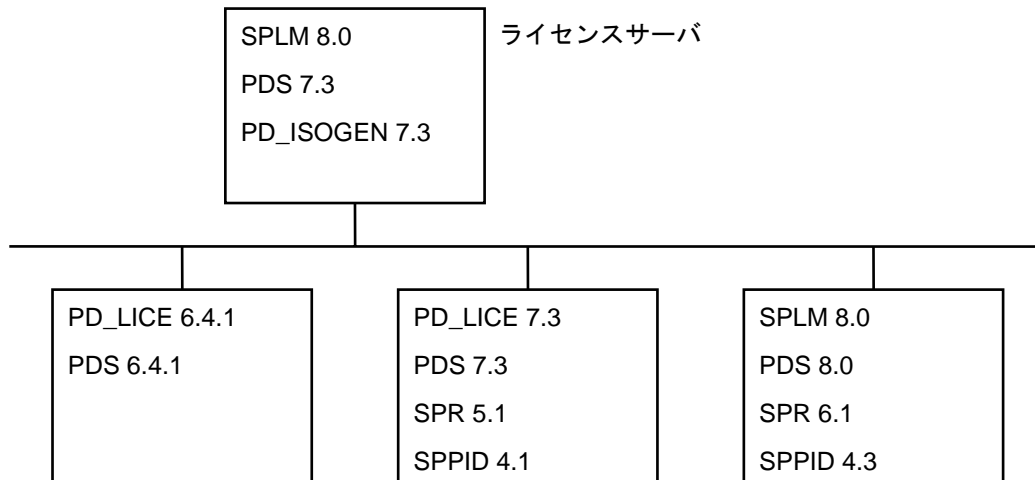 SPLM 8.0
PDS 7.3
PD_ISOGEN 7.3
ライセンスサーバ
PD_LICE 6.4.1
PDS 6.4.1
PD_LICE 7.3
PDS 7.3
SPR 5.1
SPPID 4.1
SPLM 8.0
PDS 8.0
SPR 6.1
SPPID 4.3